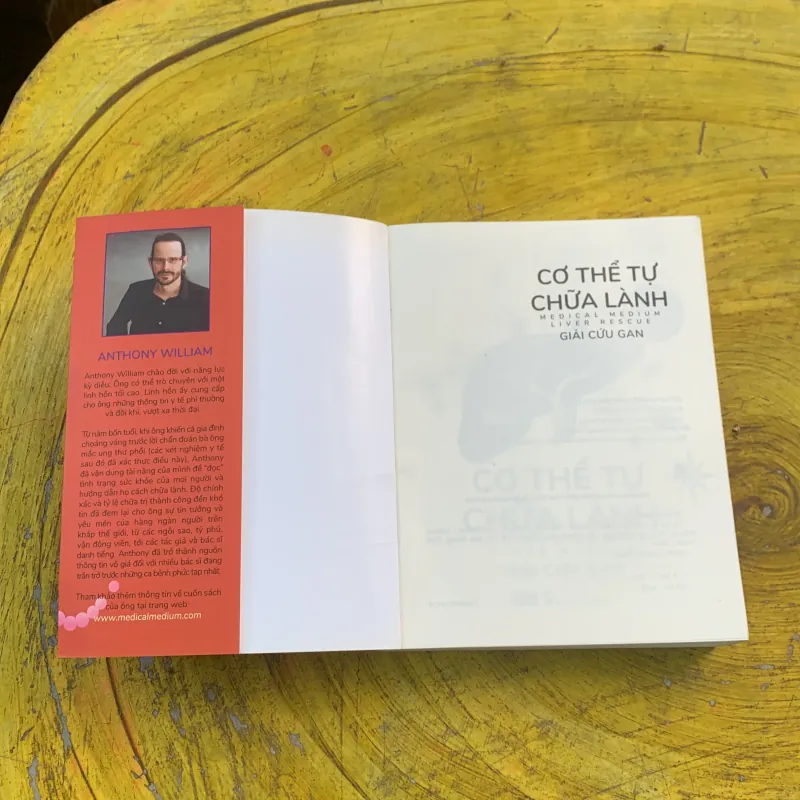 ANTHONY WILLIAM
Anthony William chào đời với năng lực
kỳ diệu: Ông có thể trò chuyện với một
linh hồn tối cao. Linh hồn ấy cung cấp
cho ông những thông tin y tế phi thường
và đôi khi, vượt xa thời đại.
Từ năm bốn tuổi, khi ông khiến cả gia đình
choáng váng trước lời chẩn đoán bà ông
mắc ung thư phổi (các xét nghiệm y tế
sau đó đã xác thực điều này), Anthony
đã vận dụng tài năng của mình để "đọc"
tình trạng sức khỏe của mọi người và
hướng dẫn họ cách chữa lành. Độ chính
xác và tỷ lệ chữa trị thành công đến khó
tin đã đem lại cho ông sự tin tưởng và
yêu mến của hàng ngàn người trên
khắp thế giới, từ các ngôi sao, tỷ phú,
vận động viên, tới các tác giả và bác sĩ
danh tiếng. Anthony đã trở thành nguồn
thông tin vô giá đối với nhiều bác sĩ đang
trăn trở trước những ca bệnh phức tạp nhất.
Tham khảo thêm thông tin về cuốn sách
của ông tại trang web:
www.medicalmedium.com
CƠ THỂ TỰ
CHỮA LÀNH
MEDICAL MEDIUM
LIVER RESCUE
GIẢI CỨU GAN
CƠ THỂ TỰ
CHỮA LÀNH